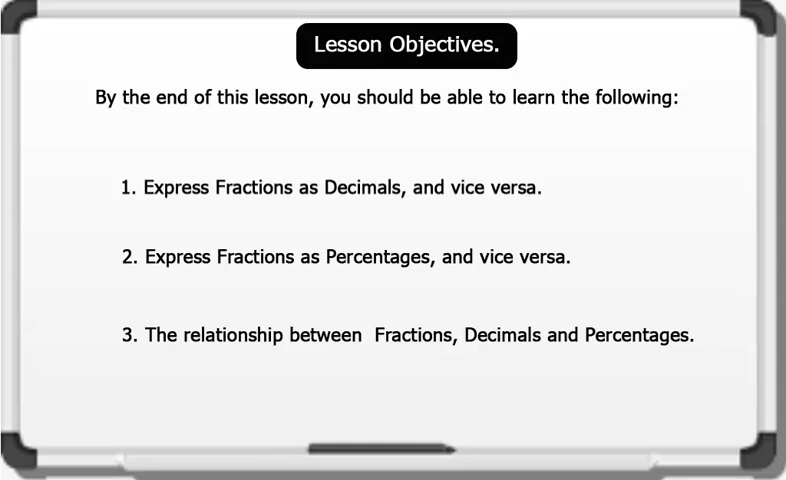 Lesson Objectives.
By the end of this lesson, you should be able to learn the following:
1. Express Fractions as Decimals, and vice versa.
2. Express Fractions as Percentages, and vice versa.
3. The relationship between  Fractions, Decimals and Percentages.